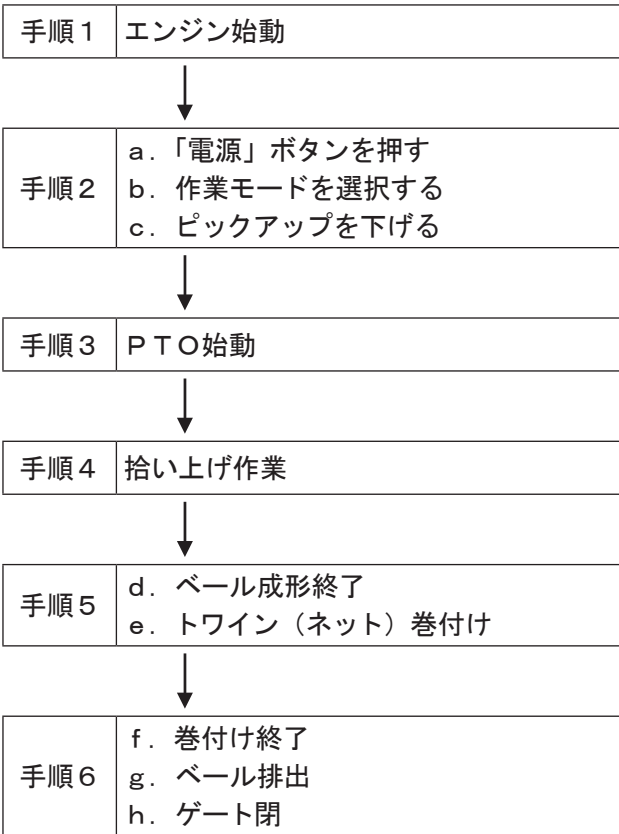 手順１ エンジン始動
手順２
ａ．「電源」ボタンを押す
ｂ．作業モードを選択する
ｃ．ピックアップを下げる
手順３ ＰＴＯ始動
手順４ 拾い上げ作業
手順５
ｄ．ベール成形終了
ｅ．トワイン（ネット）巻付け
手順６
ｆ．巻付け終了
ｇ．ベール排出
ｈ．ゲート閉